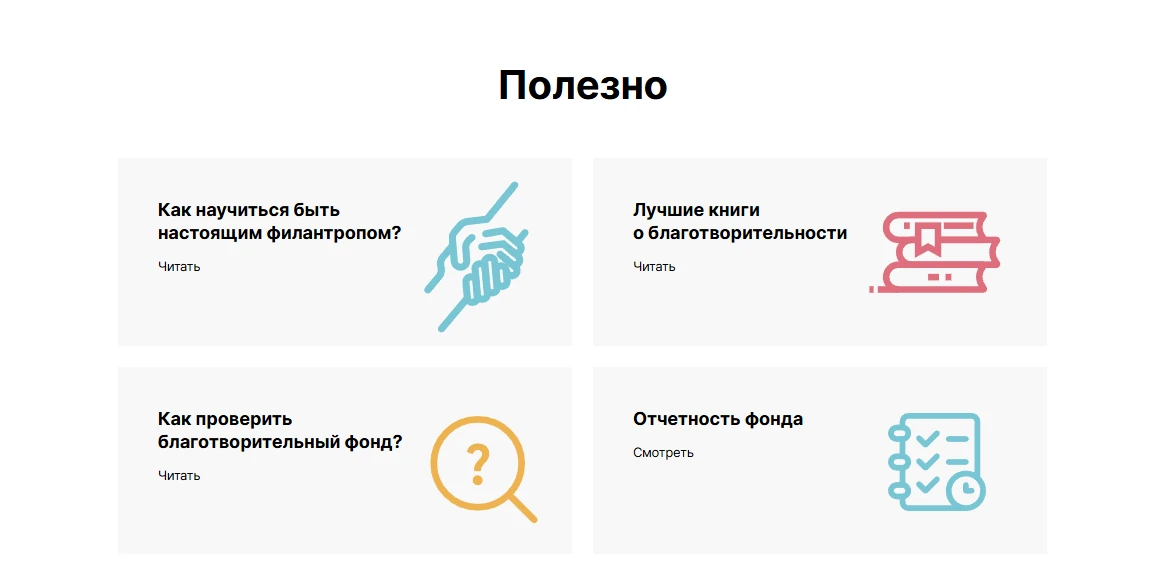 Полезно
Как научиться быть
настоящим филантропом?
Читать
Лучшие книги
о благотворительности
Читать
Как проверить
благотворительный фонд?
Читать
?
Отчетность фонда
Смотреть